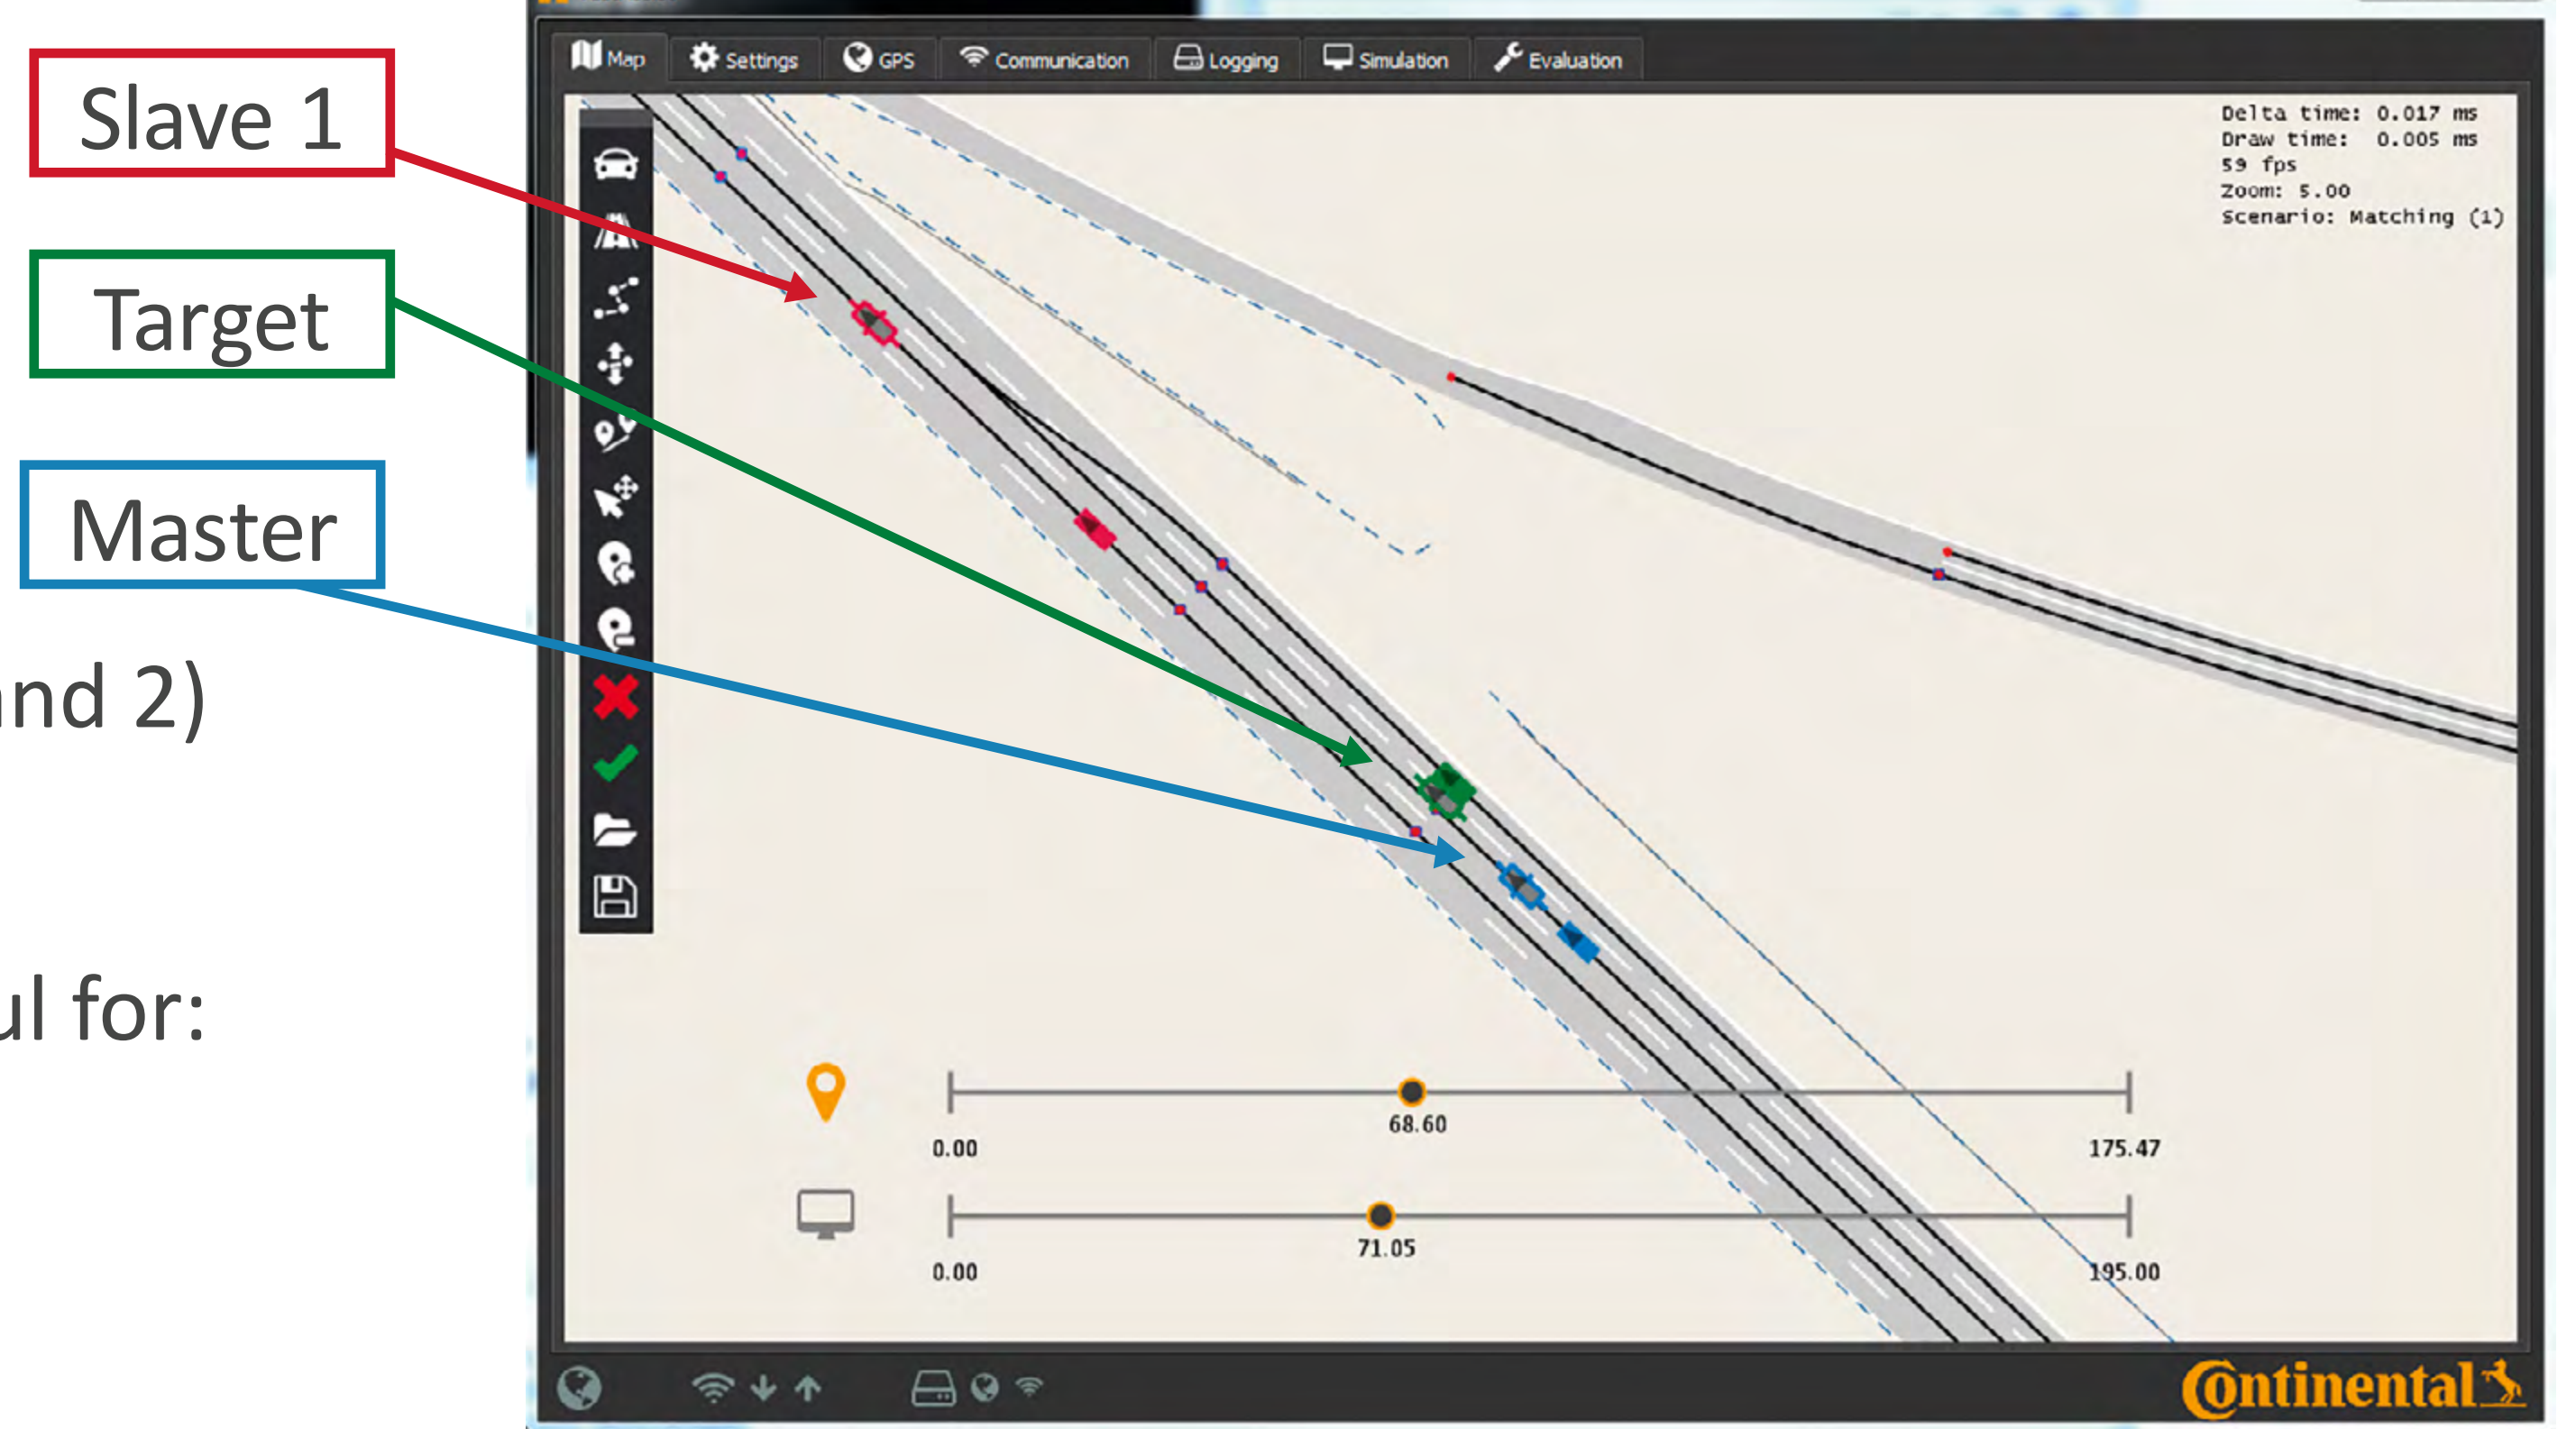 Slave 1
Target
Master
and 2)
ul for:
Map Settings GPS Communication Logging Simulation Evaluation
Delta time: 0.017 ms
Draw time: 0.005 ms
59 fps
Zoom: 5.00
Scenario: Matching (1)
68.60
0.00 175.47
71.05
0.00 195.00
Continental